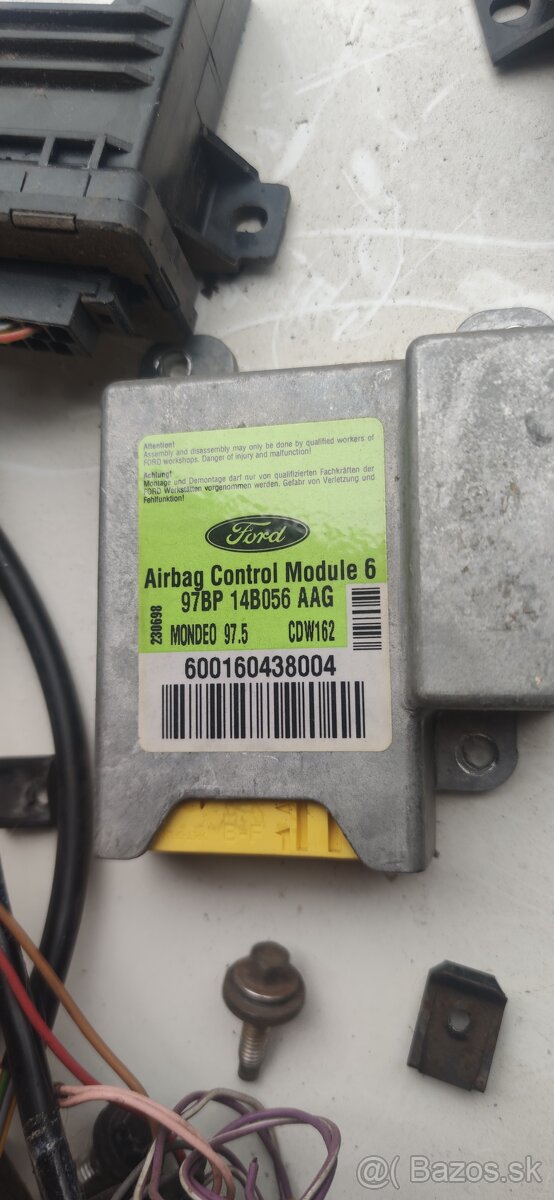 Attention!
Assembly and disassembly may only be done by qualified workers of
FORD workshops. Danger of injury and malfunction!
Achtung!
Montage und Demontage darf nur von qualifizierten Fachkräften der
FORD Werkstätten vorgenommen werden. Gefahr von Verletzung und
Fehlfunktion!
Ford
Airbag Control Module 6
97BP 14B056 AAG
230698
MONDEO 97.5 CDW162
600160438004
Bazos.sk